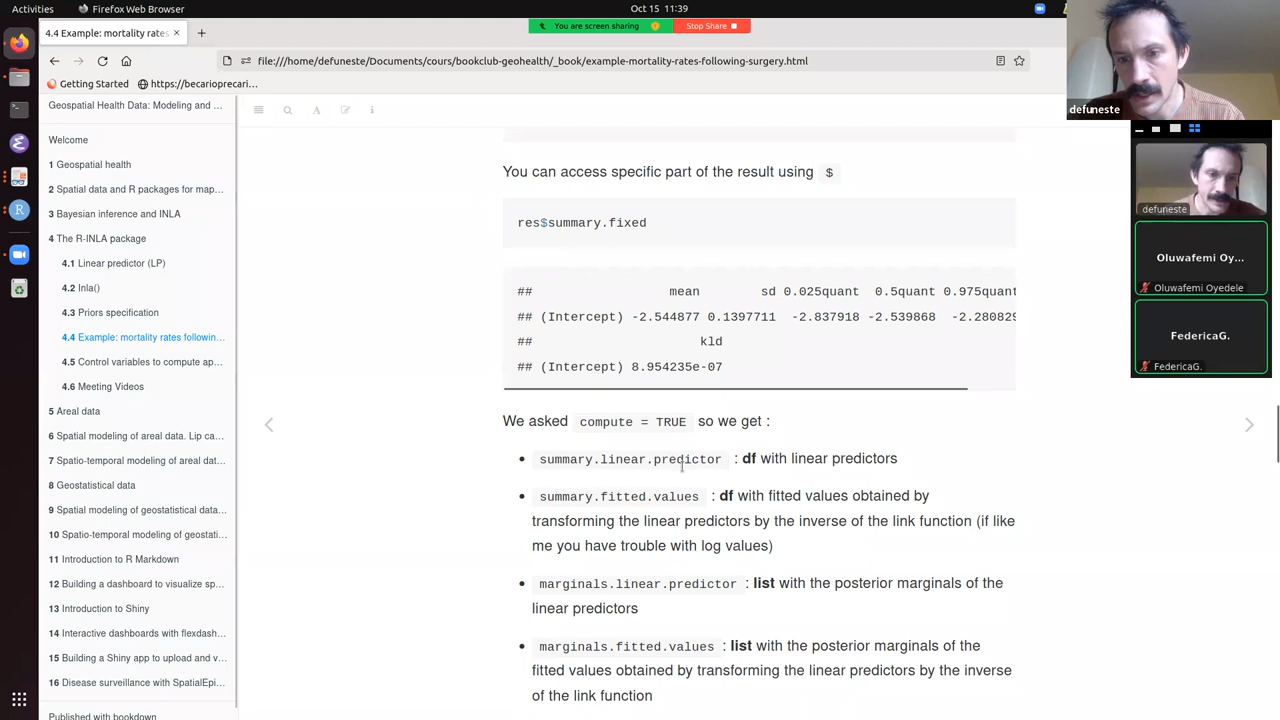 Activities
Firefox Web Browser
Oct 15 11:39
You are screen sharing
Stop Share
4.4 Example: mortality rates
file:///home/defuneste/Documents/cours/bookclub-geohealth/_book/example-mortality-rates-following-surgery.html
Getting Started
https://becarioprecari...
defuneste
defuneste
Oluwafemi Oy...
Oluwafemi Oyedele
FedericaG.
FedericaG.
Geospatial Health Data: Modeling and ...
Welcome
1 Geospatial health
2 Spatial data and R packages for map...
3 Bayesian inference and INLA
4 The R-INLA package
4.1 Linear predictor (LP)
4.2 Inla()
4.3 Priors specification
4.4 Example: mortality rates followin...
4.5 Control variables to compute ap...
4.6 Meeting Videos
5 Areal data
6 Spatial modeling of areal data. Lip ca...
7 Spatio-temporal modeling of areal dat...
8 Geostatistical data
9 Spatial modeling of geostatistical data...
10 Spatio-temporal modeling of geostati...
11 Introduction to R Markdown
12 Building a dashboard to visualize sp...
13 Introduction to Shiny
14 Interactive dashboards with flexdash...
15 Building a Shiny app to upload and v...
16 Disease surveillance with SpatialEpi...
Published with bookdown
You can access specific part of the result using $
res$summary.fixed
## mean sd 0.025quant 0.5quant 0.975quant
## (Intercept) -2.544877 0.1397711 -2.837918 -2.539868 -2.280829
## kld
## (Intercept) 8.954235e-07
We asked compute = TRUE so we get :
• summary.linear.predictor : df with linear predictors
• summary.fitted.values : df with fitted values obtained by
transforming the linear predictors by the inverse of the link function (if like
me you have trouble with log values)
• marginals.linear.predictor : list with the posterior marginals of the
linear predictors
• marginals.fitted.values : list with the posterior marginals of the
fitted values obtained by transforming the linear predictors by the inverse
of the link function